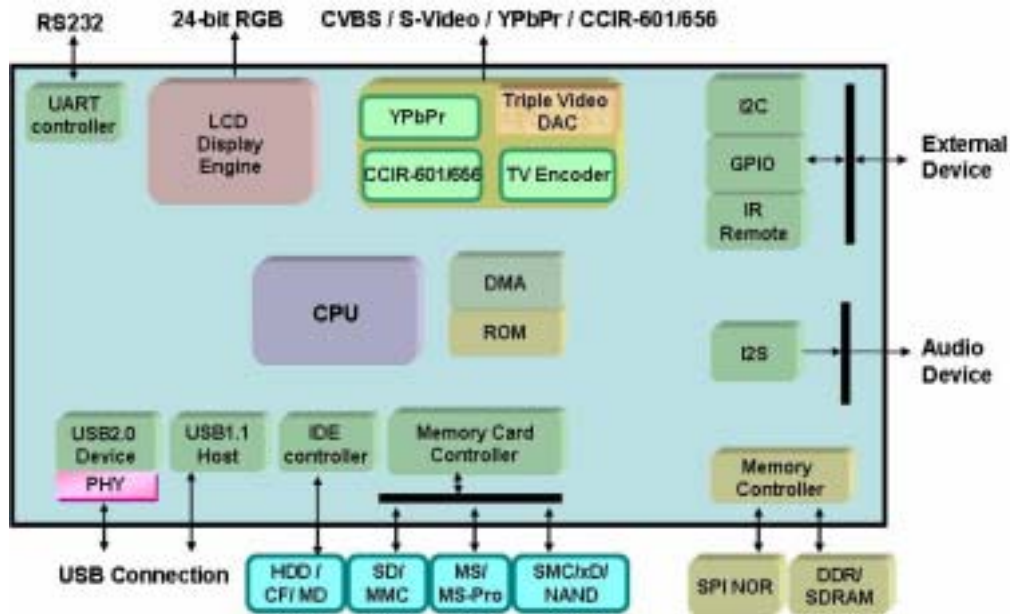 RS232
24-bit RGB
CVBS / S-Video / YPbPr / CCIR-601/656
UART
controller
LCD
Display
Engine
YPbPr
Triple Video
DAC
CCIR-601/656
TV Encoder
I2C
GPIO
IR
Remote
External
Device
CPU
DMA
ROM
I2S
Audio
Device
USB2.0
Device
PHY
USB1.1
Host
IDE
controller
Memory Card
Controller
Memory
Controller
USB Connection
HDD /
CF/ MD
SD/
MMC
MS/
MS-Pro
SMC/xD/
NAND
SPI NOR
DDR/
SDRAM